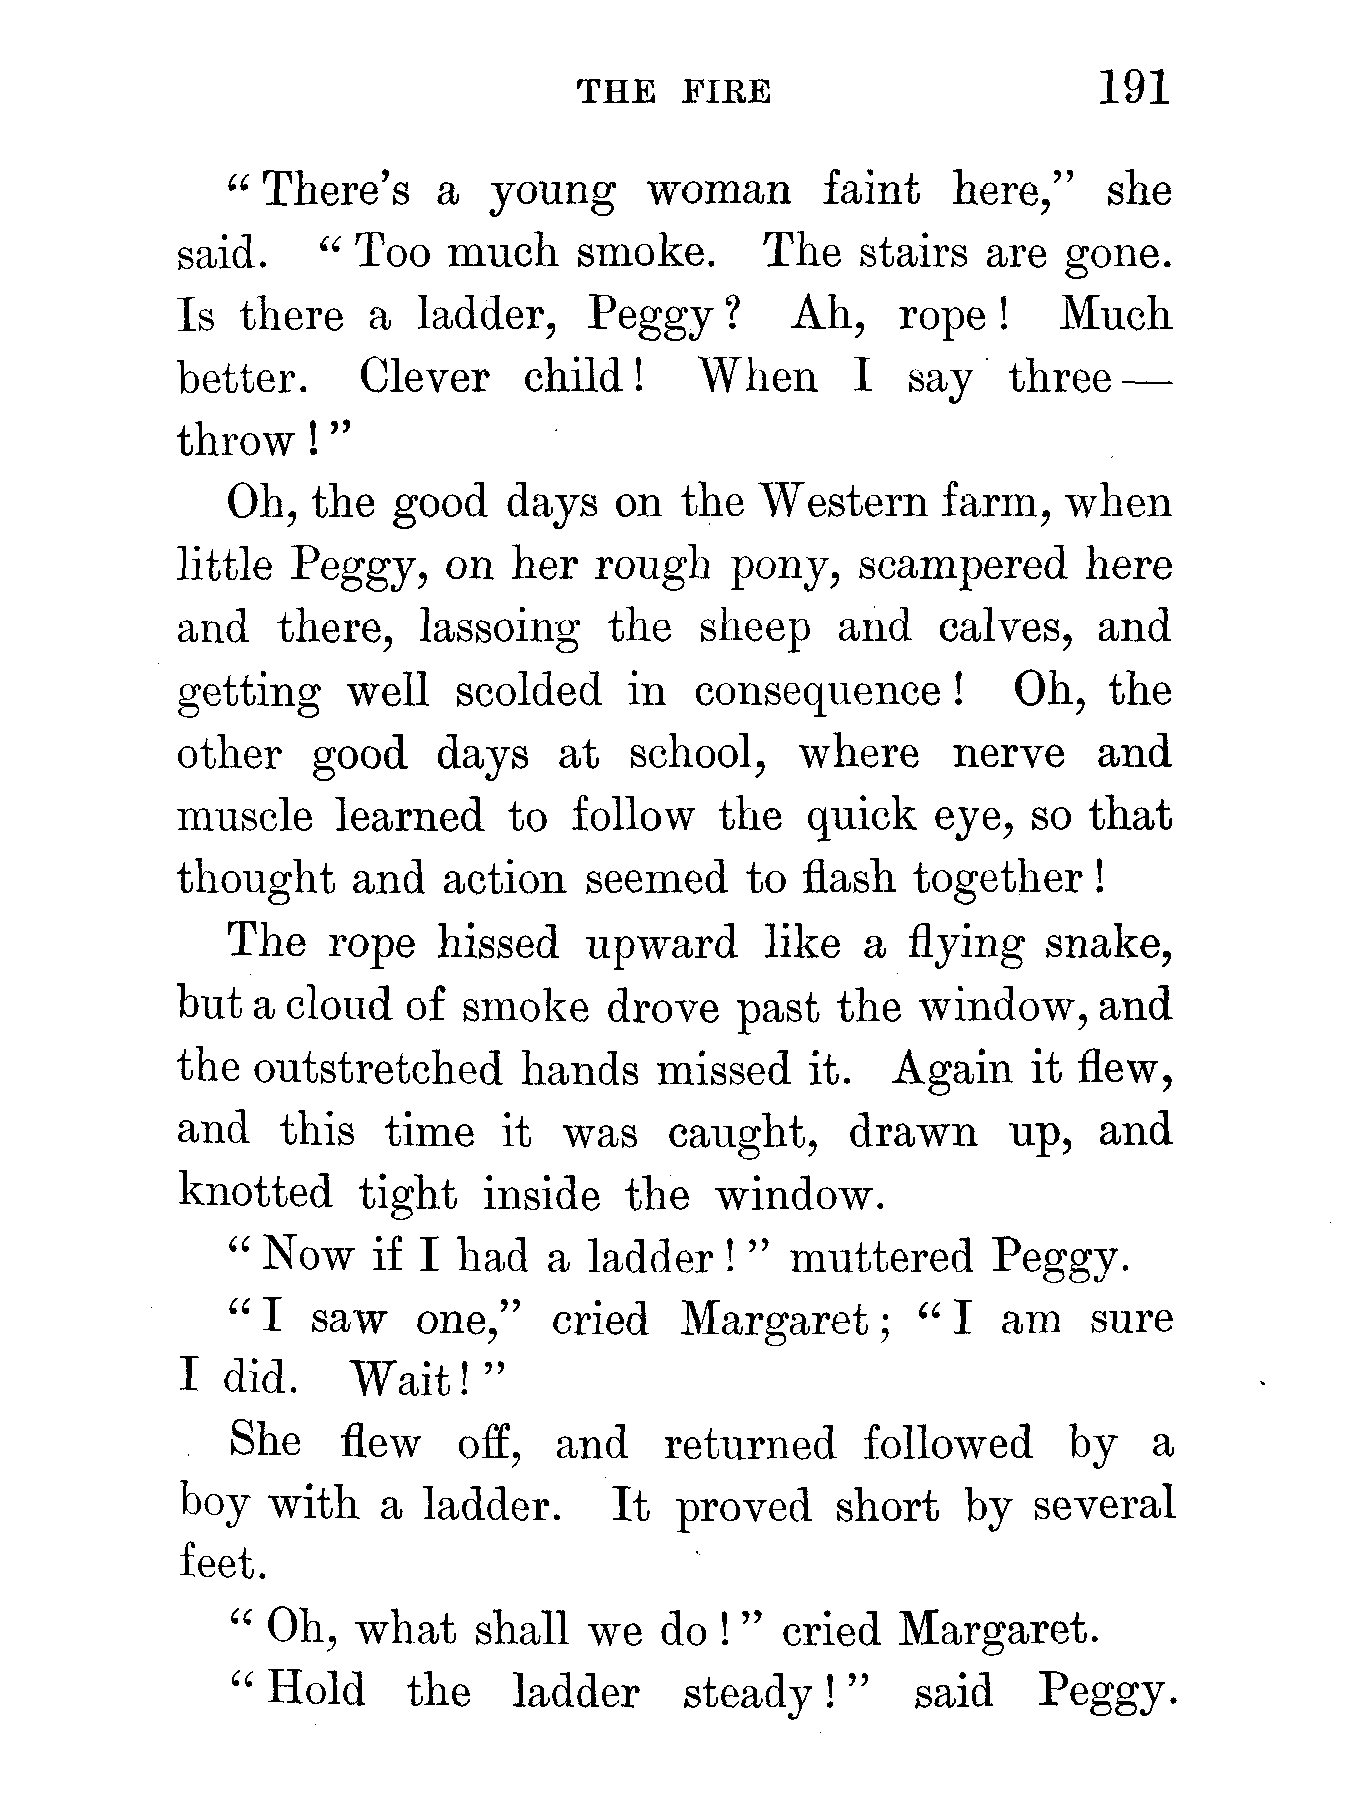 THE FIRE 191
“There’s a young woman faint here,” she
said. “Too much smoke. The stairs are gone.
Is there a ladder, Peggy? Ah, rope! Much
better. Clever child! When I say three—
throw!”
Oh, the good days on the Western farm, when
little Peggy, on her rough pony, scampered here
and there, lassoing the sheep and calves, and
getting well scolded in consequence! Oh, the
other good days at school, where nerve and
muscle learned to follow the quick eye, so that
thought and action seemed to flash together!
The rope hissed upward like a flying snake,
but a cloud of smoke drove past the window, and
the outstretched hands missed it. Again it flew,
and this time it was caught, drawn up, and
knotted tight inside the window.
“Now if I had a ladder!” muttered Peggy.
“I saw one,” cried Margaret; “I am sure
I did. Wait!”
She flew off, and returned followed by a
boy with a ladder. It proved short by several
feet.
“Oh, what shall we do!” cried Margaret.
“Hold the ladder steady!” said Peggy.